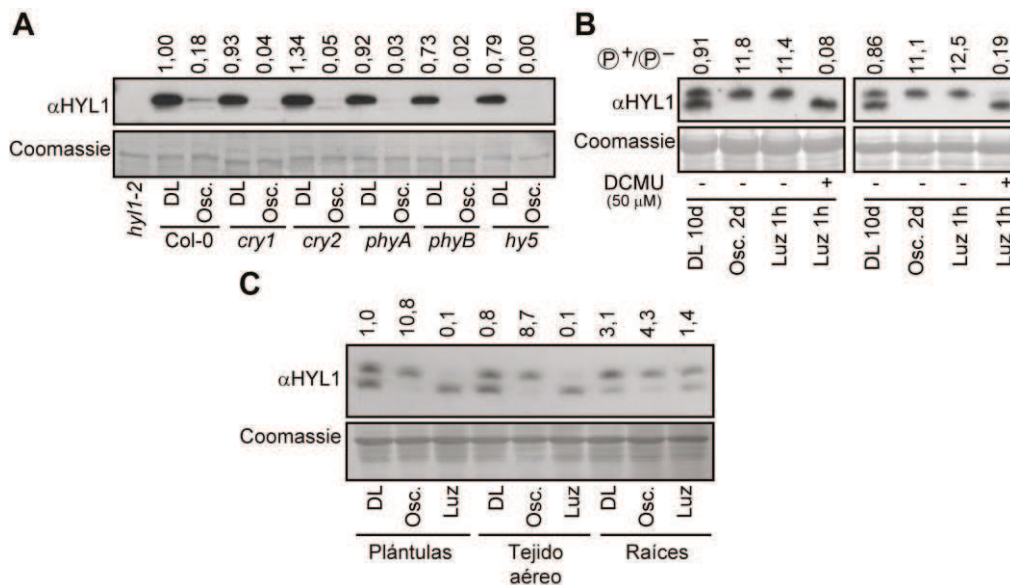 A
1,00 0,18 0,93 0,04 1,34 0,05 0,92 0,03 0,73 0,02 0,79 0,00
αHYL1
Coomassie
hyl1-2 DL Osc. DL Osc. DL Osc. DL Osc. DL Osc. DL Osc.
Col-0 cry1 cry2 phyA phyB hy5
B
Ⓟ+/Ⓟ− 0,91 11,8 11,4 0,08 0,86 11,1 12,5 0,19
αHYL1
Coomassie
DCMU - - - + - - - +
(50 µM)
DL 10d Osc. 2d Luz 1h Luz 1h DL 10d Osc. 2d Luz 1h Luz 1h
C
1,0 10,8 0,1 0,8 8,7 0,1 3,1 4,3 1,4
αHYL1
Coomassie
DL Osc. Luz DL Osc. Luz DL Osc. Luz
Plántulas Tejido Raíces
aéreo